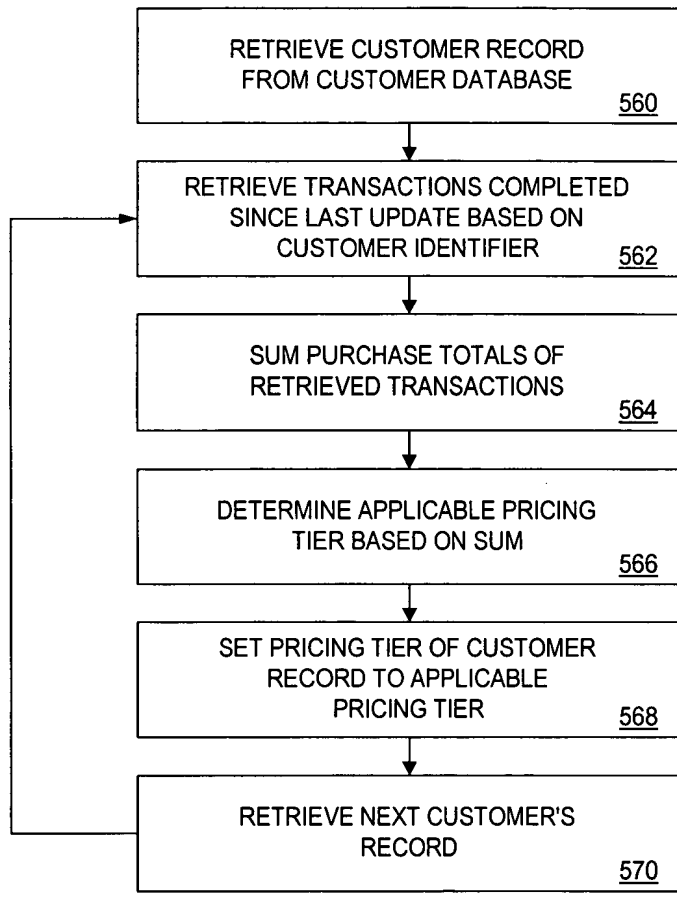 RETRIEVE CUSTOMER RECORD
FROM CUSTOMER DATABASE
560
RETRIEVE TRANSACTIONS COMPLETED
SINCE LAST UPDATE BASED ON
CUSTOMER IDENTIFIER
562
SUM PURCHASE TOTALS OF
RETRIEVED TRANSACTIONS
564
DETERMINE APPLICABLE PRICING
TIER BASED ON SUM
566
SET PRICING TIER OF CUSTOMER
RECORD TO APPLICABLE
PRICING TIER
568
RETRIEVE NEXT CUSTOMER'S
RECORD
570